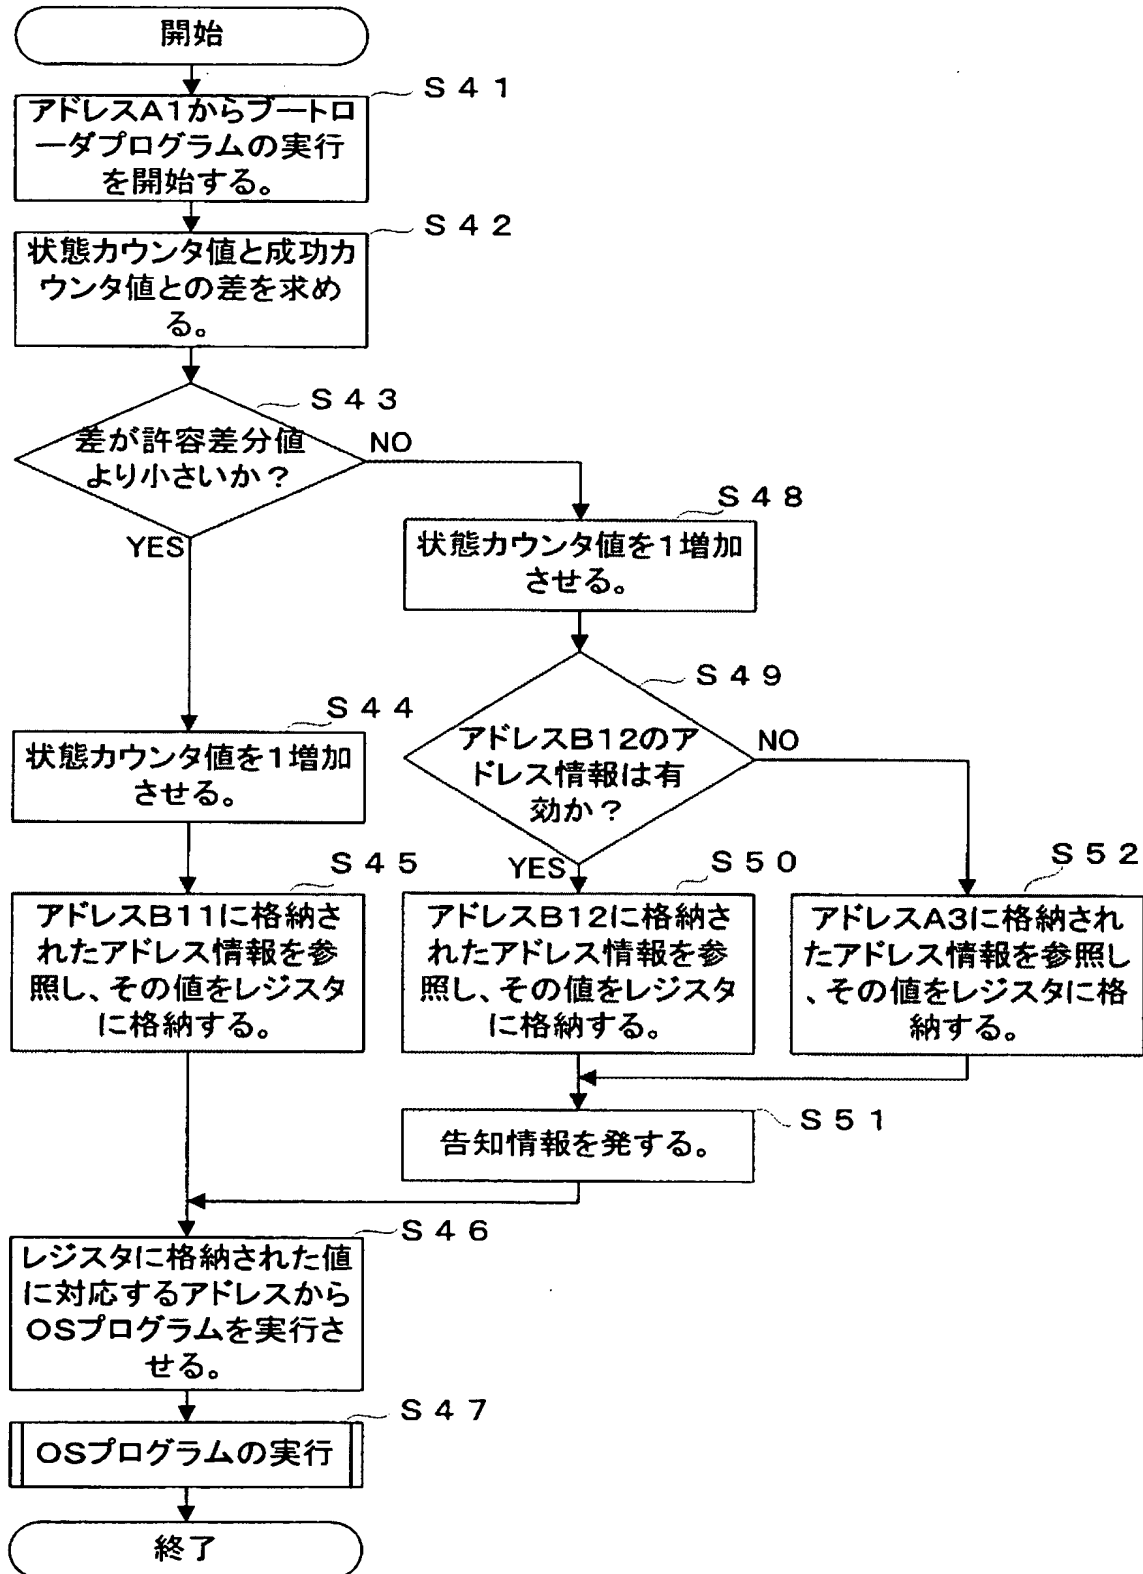 開始
S41
アドレスA1からブートロ
ーダプログラムの実行
を開始する。
S42
状態カウンタ値と成功カ
ウンタ値との差を求め
る。
S43
差が許容差分値
より小さいか？
NO
YES
S48
状態カウンタ値を1増加
させる。
S49
アドレスB12のア
ドレス情報は有
効か？
NO
YES
S44
状態カウンタ値を1増加
させる。
S45
アドレスB11に格納さ
れたアドレス情報を参
照し、その値をレジスタ
に格納する。
S50
アドレスB12に格納さ
れたアドレス情報を参
照し、その値をレジスタ
に格納する。
S52
アドレスA3に格納され
たアドレス情報を参照し
、その値をレジスタに格
納する。
S51
告知情報を発する。
S46
レジスタに格納された値
に対応するアドレスから
OSプログラムを実行さ
せる。
S47
OSプログラムの実行
終了